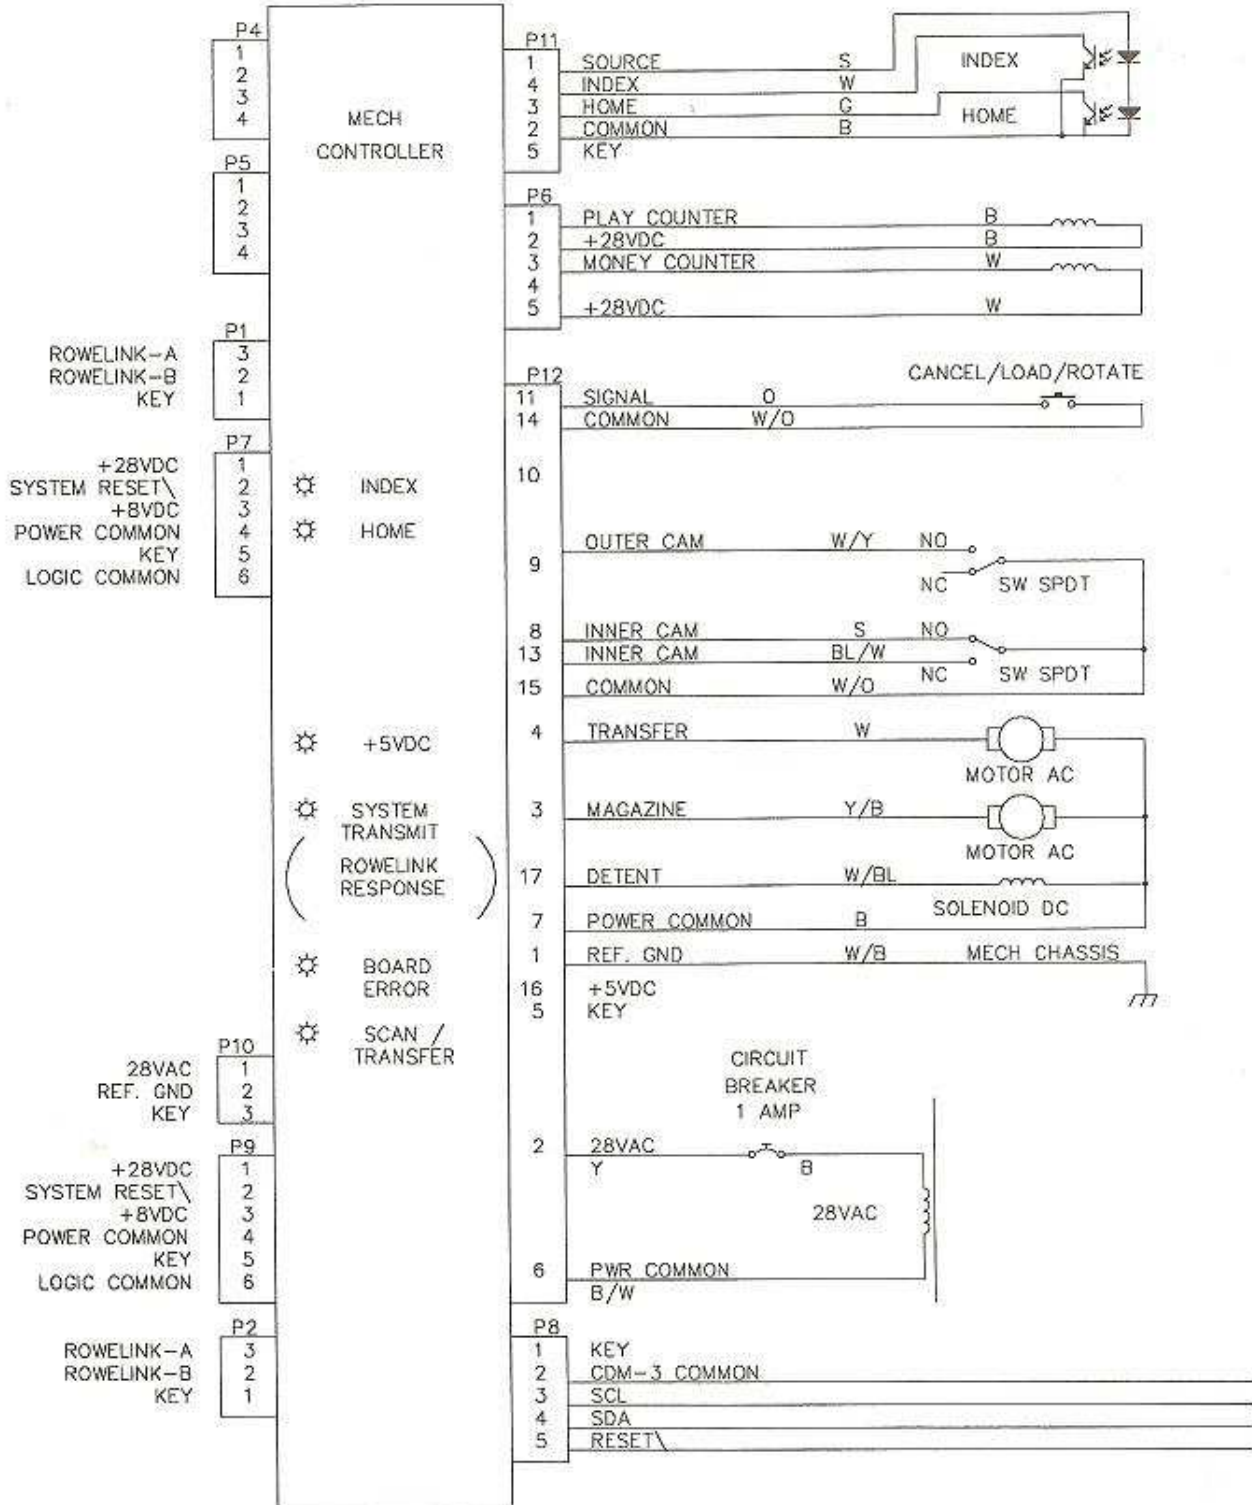 P4
1
2
3
4
P5
1
2
3
4
P1
ROWELINK-A 3
ROWELINK-B 2
KEY 1
P7
+28VDC 1
SYSTEM RESET\ 2
+8VDC 3
POWER COMMON 4
KEY 5
LOGIC COMMON 6
P10
28VAC 1
REF. GND 2
KEY 3
P9
+28VDC 1
SYSTEM RESET\ 2
+8VDC 3
POWER COMMON 4
KEY 5
LOGIC COMMON 6
P2
ROWELINK-A 3
ROWELINK-B 2
KEY 1
MECH
CONTROLLER
INDEX
HOME
+5VDC
SYSTEM
TRANSMIT
ROWELINK
RESPONSE
BOARD
ERROR
SCAN /
TRANSFER
P11
1 SOURCE S
4 INDEX W
3 HOME G
2 COMMON B
5 KEY
INDEX
HOME
P6
1 PLAY COUNTER B
2 +28VDC B
3 MONEY COUNTER W
4
5 +28VDC W
P12
CANCEL/LOAD/ROTATE
11 SIGNAL O
14 COMMON W/O
10
OUTER CAM W/Y NO
9
NC SW SPDT
8 INNER CAM S NO
13 INNER CAM BL/W
NC SW SPDT
15 COMMON W/O
4 TRANSFER W
MOTOR AC
3 MAGAZINE Y/B
MOTOR AC
17 DETENT W/BL
SOLENOID DC
7 POWER COMMON B
1 REF. GND W/B MECH CHASSIS
16 +5VDC
5 KEY
CIRCUIT
BREAKER
1 AMP
2 28VAC
Y B
28VAC
6 PWR COMMON
B/W
P8
1 KEY
2 CDM-3 COMMON
3 SCL
4 SDA
5 RESET\